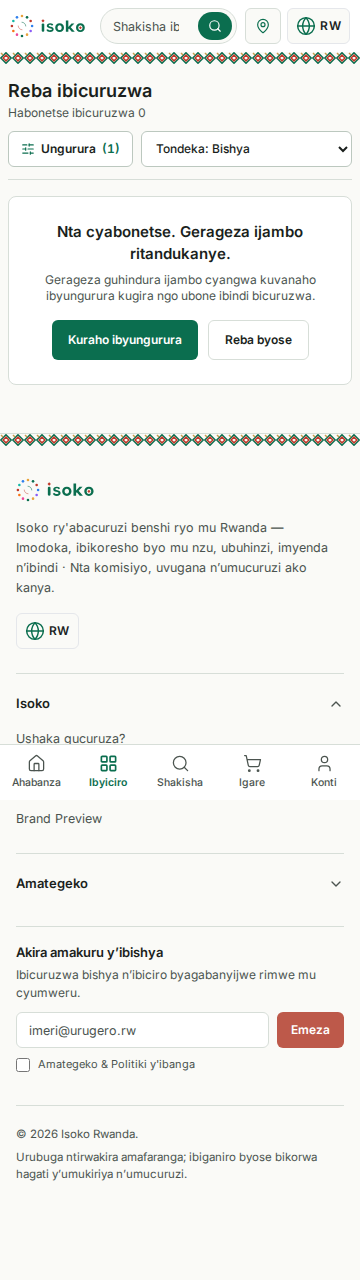 isoko
Shakisha ib
RW
Reba ibicuruzwa
Habonetse ibicuruzwa 0
Ungurura (1)
Tondeka: Bishya
Nta cyabonetse. Gerageza ijambo
ritandukanye.
Gerageza guhindura ijambo cyangwa kuvanaho
ibyungurura kugira ngo ubone ibindi bicuruzwa.
Kuraho ibyungurura
Reba byose
isoko
Isoko ry'abacuruzi benshi ryo mu Rwanda —
Imodoka, ibikoresho byo mu nzu, ubuhinzi, imyenda
n’ibindi · Nta komisiyo, uvugana n’umucuruzi ako
kanya.
RW
Isoko
Ushaka gucuruza?
Ahabanza
Ibyiciro
Shakisha
Igare
Konti
Brand Preview
Amategeko
Akira amakuru y’ibishya
Ibicuruzwa bishya n’ibiciro byagabanyijwe rimwe mu
cyumweru.
imeri@urugero.rw
Emeza
Amategeko & Politiki y’ibanga
© 2026 Isoko Rwanda.
Urubuga ntirwakira amafaranga; ibiganiro byose bikorwa
hagati y’umukiriya n’umucuruzi.